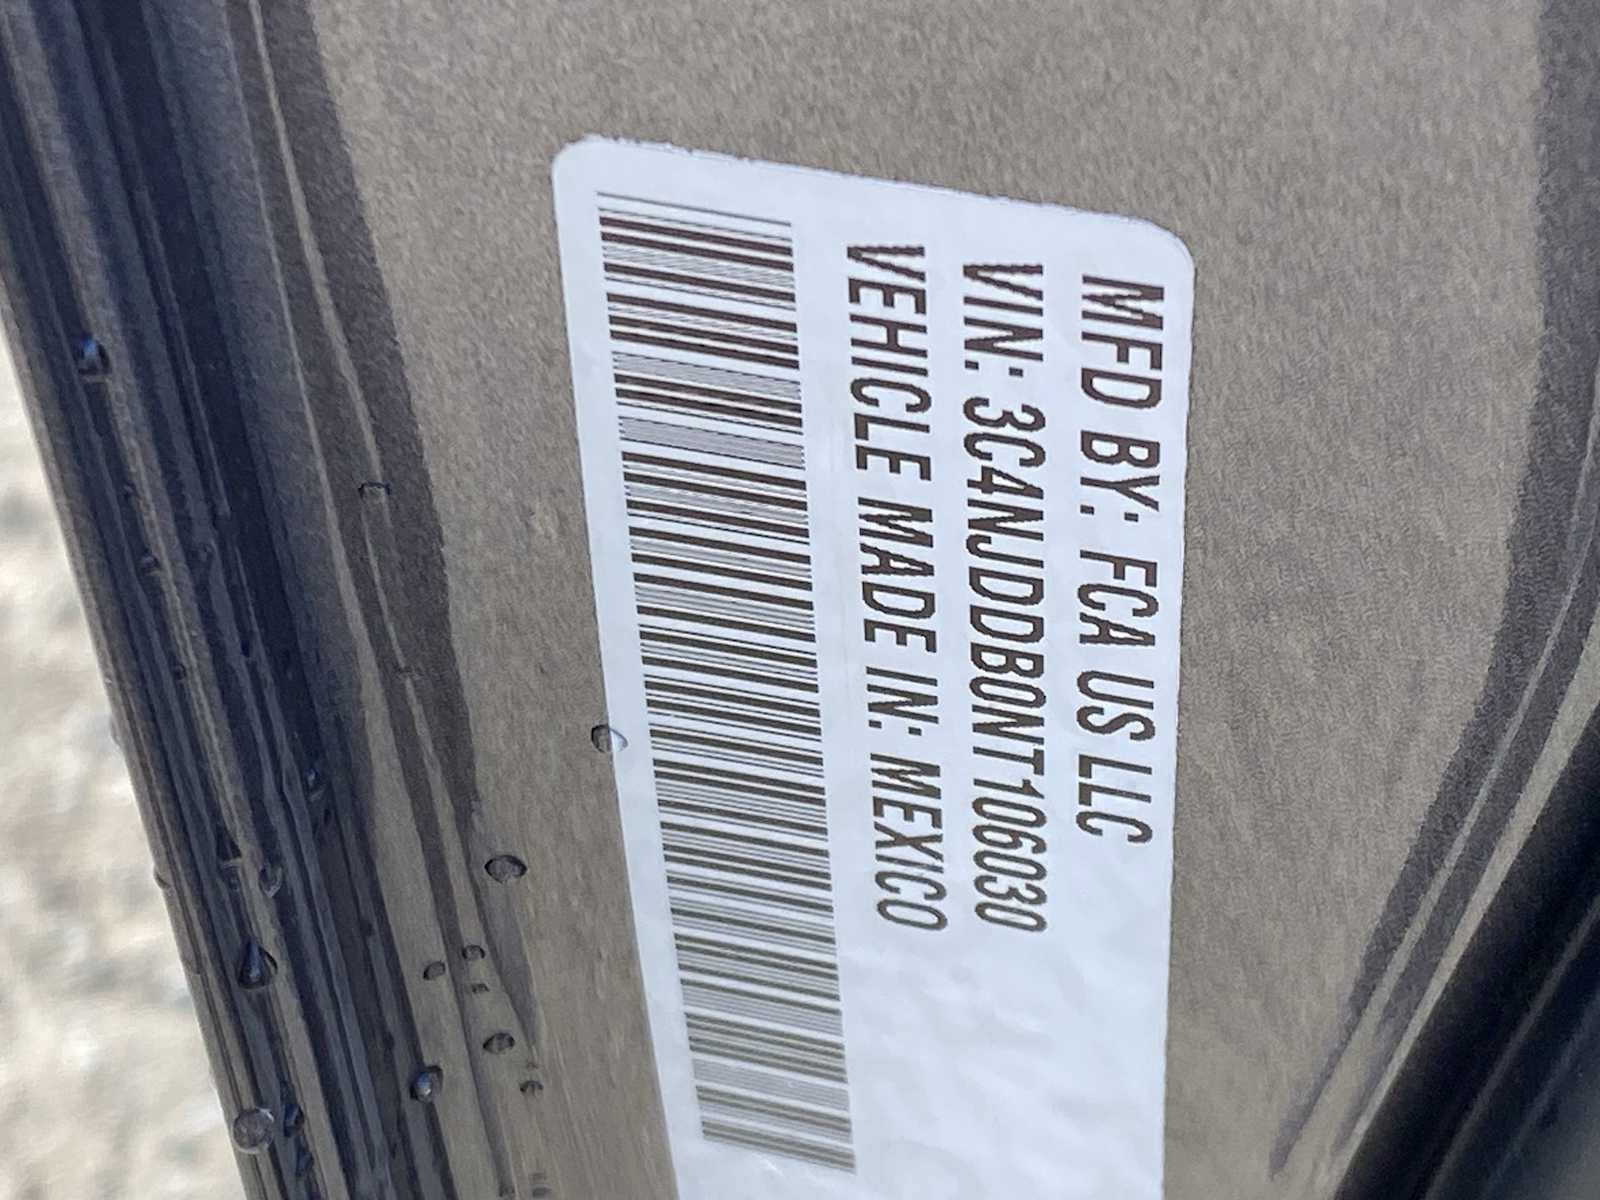 MFD BY: FCA US LLC
VIN: 3C4NJDDB0NT106030
VEHICLE MADE IN: MEXICO